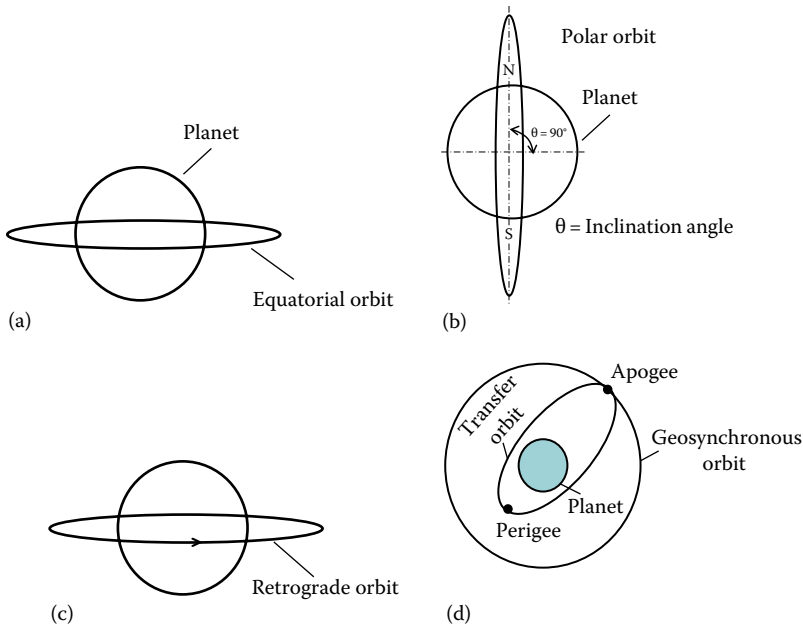 Planet
Equatorial orbit
(a)
Polar orbit
N
Planet
θ = 90°
S
θ = Inclination angle
(b)
Retrograde orbit
(c)
Apogee
Transfer
orbit
Geosynchronous
orbit
Planet
Perigee
(d)